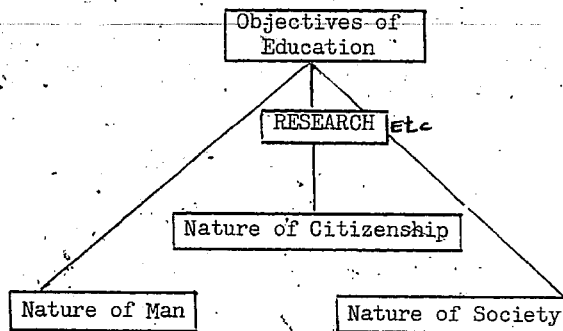 Objectives of
Education
RESEARCH Etc
Nature of Citizenship
Nature of Man
Nature of Society